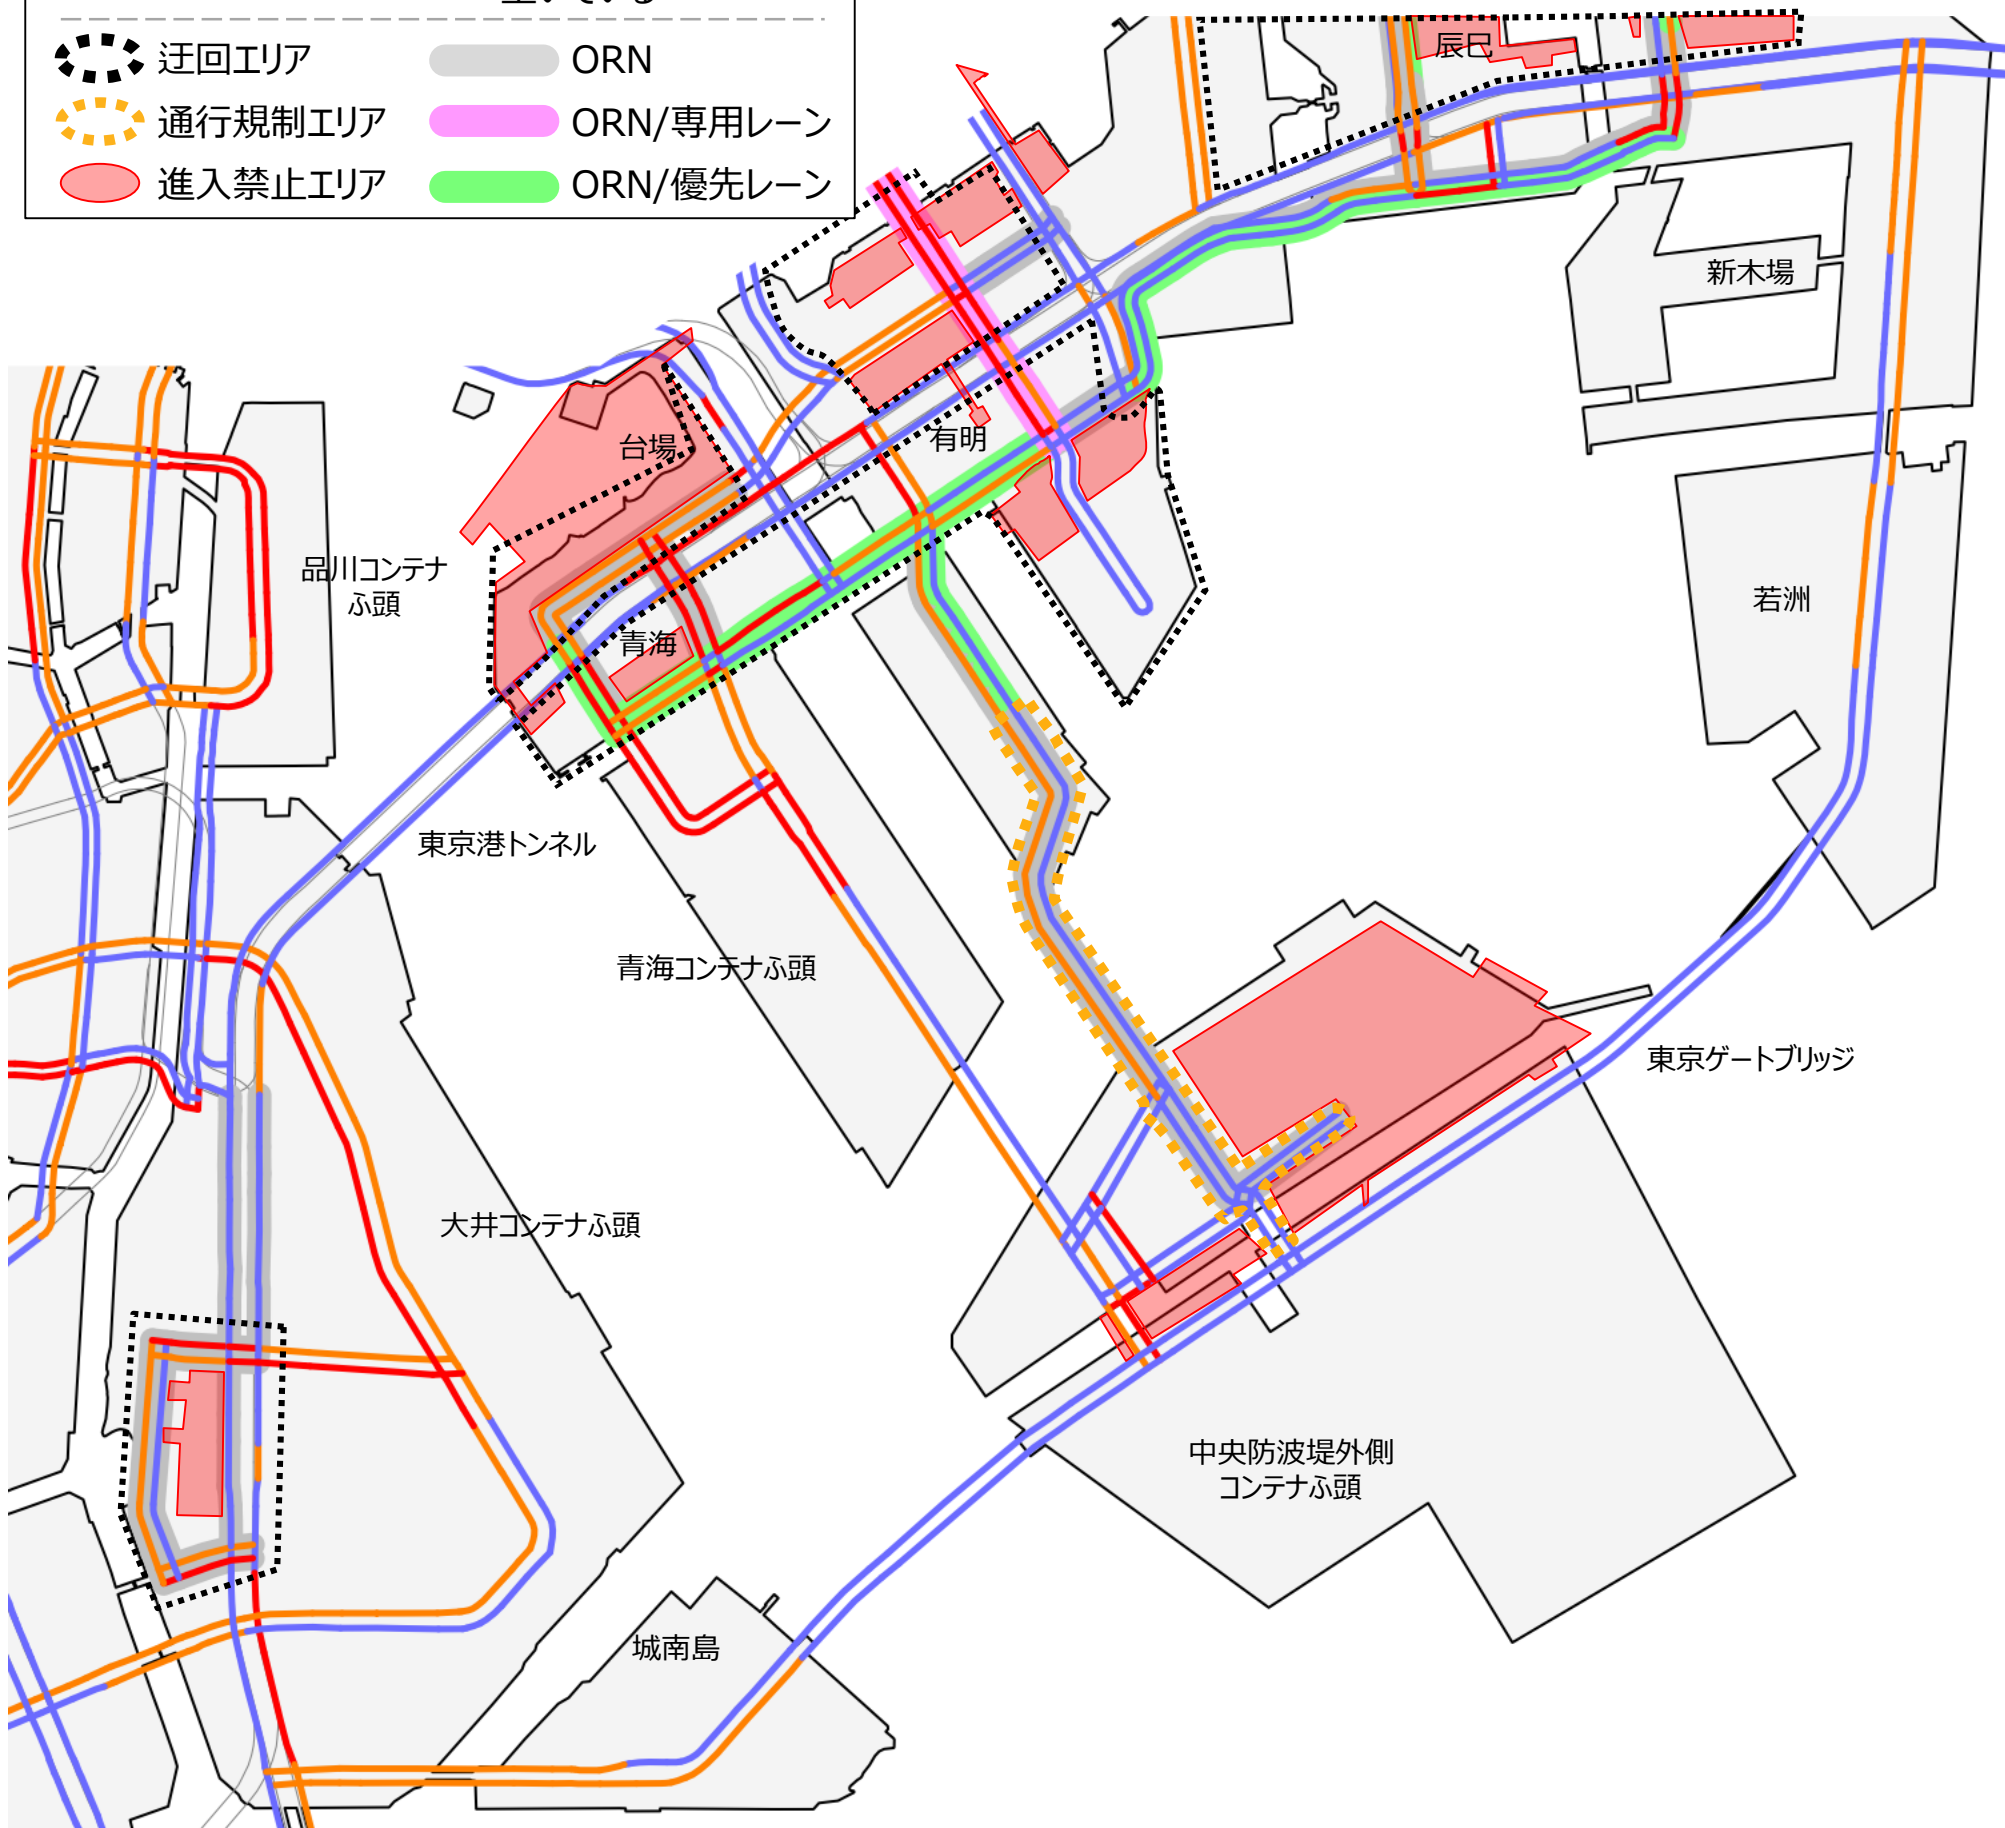 空いている
迂回エリア
ORN
通行規制エリア
ORN/専用レーン
進入禁止エリア
ORN/優先レーン
辰巳
新木場
台場
有明
品川コンテナ
ふ頭
若洲
青海
東京港トンネル
青海コンテナふ頭
東京ゲートブリッジ
大井コンテナふ頭
中央防波堤外側
コンテナふ頭
城南島